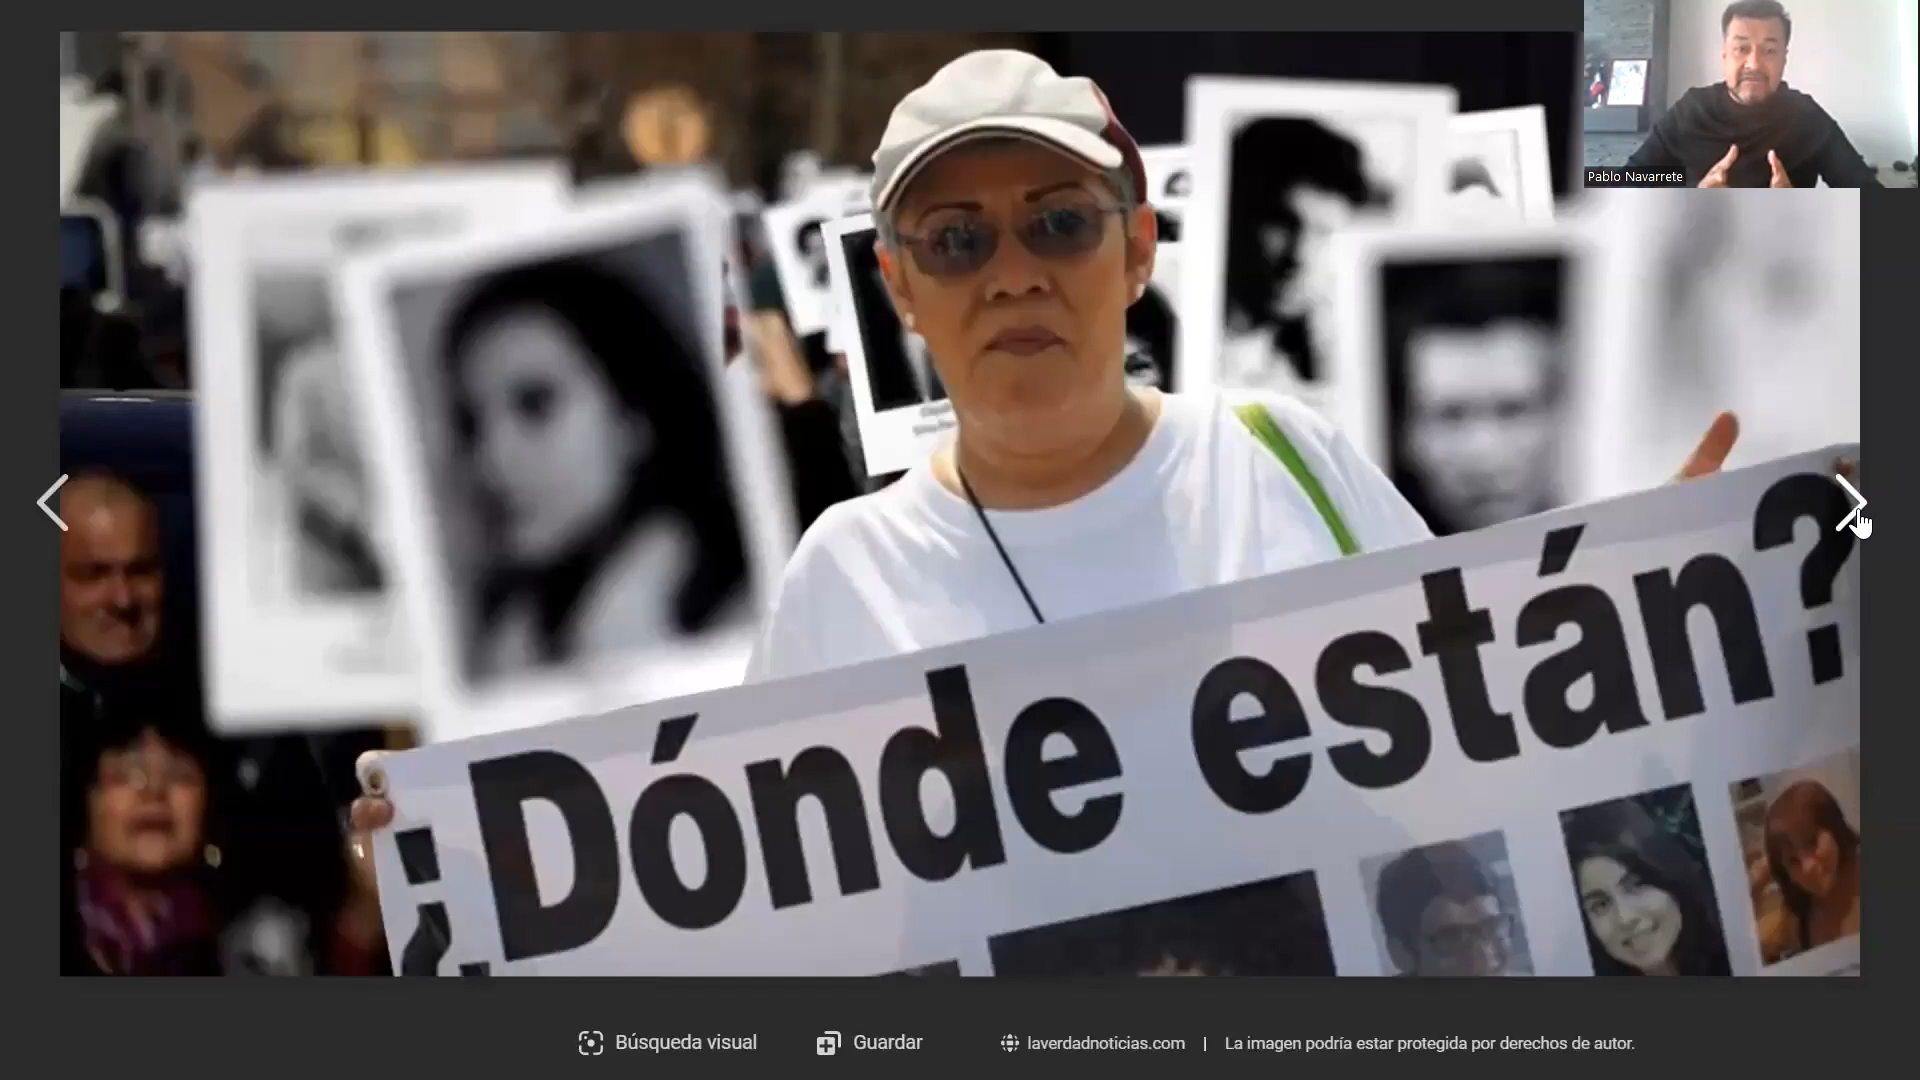 Pablo Navarrete
¿Dónde están?
Búsqueda visual
Guardar
laverdadnoticias.com | La imagen podría estar protegida por derechos de autor.